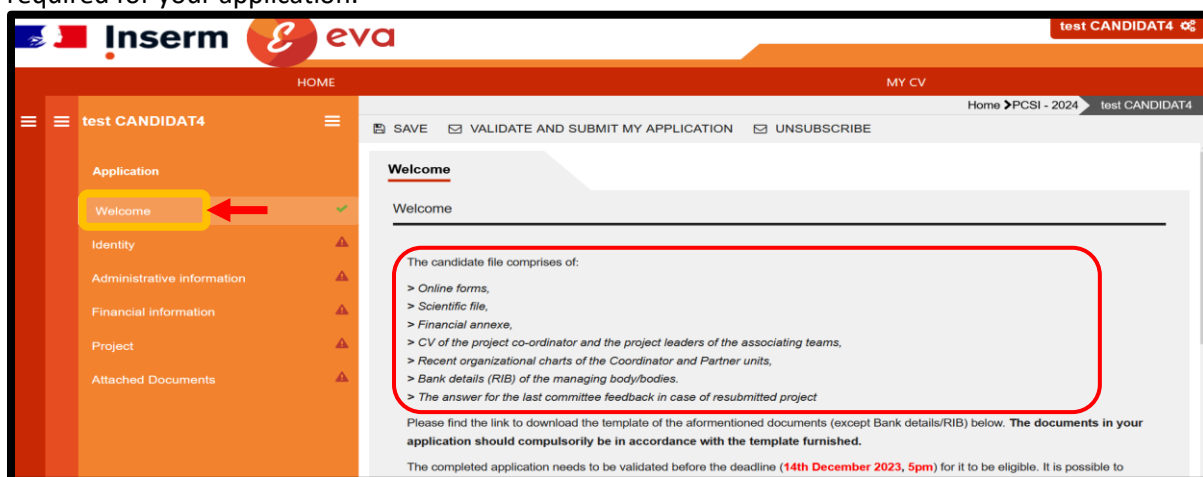 required for your application.
Inserm eva
test CANDIDAT4
HOME
MY CV
Home PCSI - 2024 test CANDIDAT4
test CANDIDAT4
SAVE VALIDATE AND SUBMIT MY APPLICATION UNSUBSCRIBE
Application
Welcome
Identity
Administrative information
Financial information
Project
Attached Documents
Welcome
Welcome
The candidate file comprises of:
> Online forms,
> Scientific file,
> Financial annexe,
> CV of the project co-ordinator and the project leaders of the associating teams,
> Recent organizational charts of the Coordinator and Partner units,
> Bank details (RIB) of the managing body/bodies.
> The answer for the last committee feedback in case of resubmitted project
Please find the link to download the template of the aformentioned documents (except Bank details/RIB) below. The documents in your
application should compulsorily be in accordance with the template furnished.
The completed application needs to be validated before the deadline (14th December 2023, 5pm) for it to be eligible. It is possible to